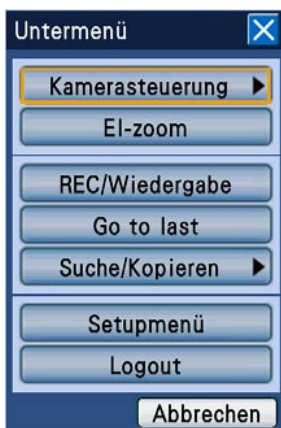 Untermenü
Kamerasteuerung
El-zoom
REC/Wiedergabe
Go to last
Suche/Kopieren
Setupmenü
Logout
Abbrechen